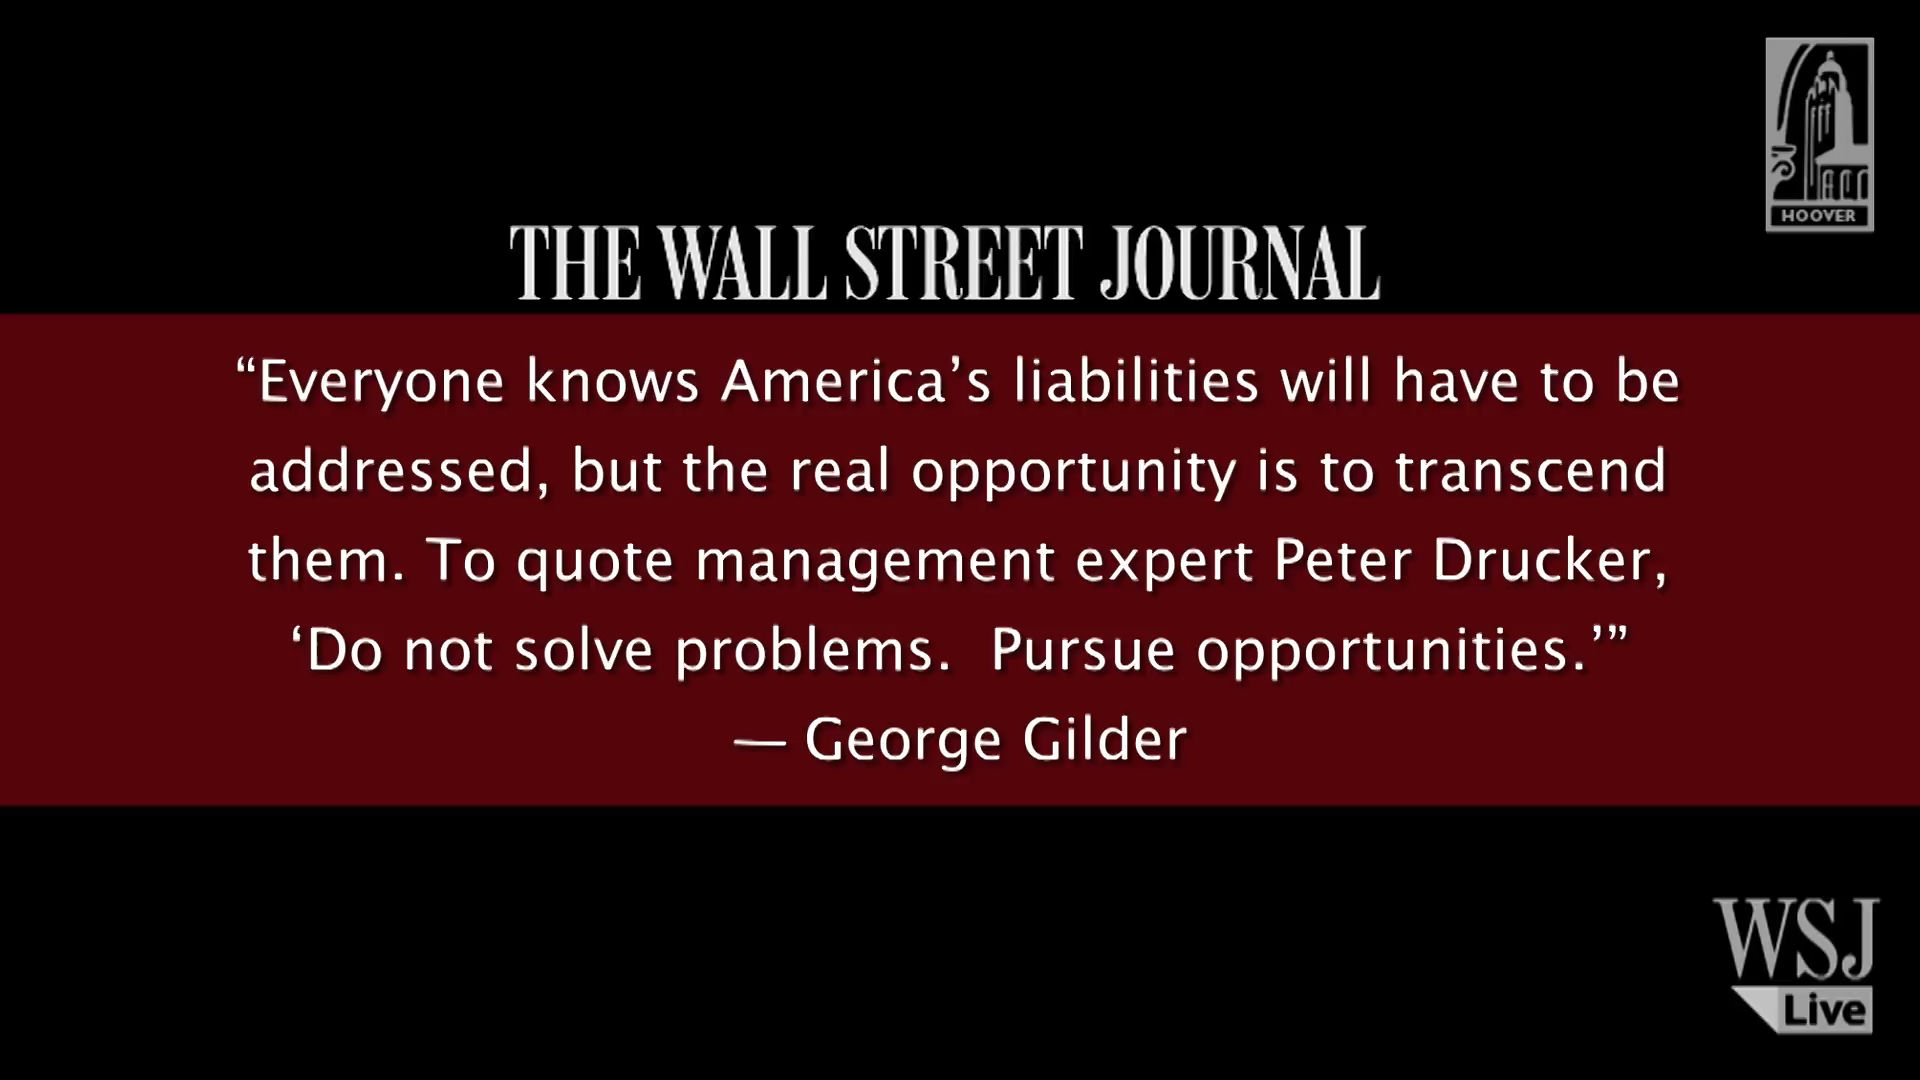 HOOVER
THE WALL STREET JOURNAL
“Everyone knows America’s liabilities will have to be
addressed, but the real opportunity is to transcend
them. To quote management expert Peter Drucker,
‘Do not solve problems.  Pursue opportunities.’”
— George Gilder
WSJ
Live